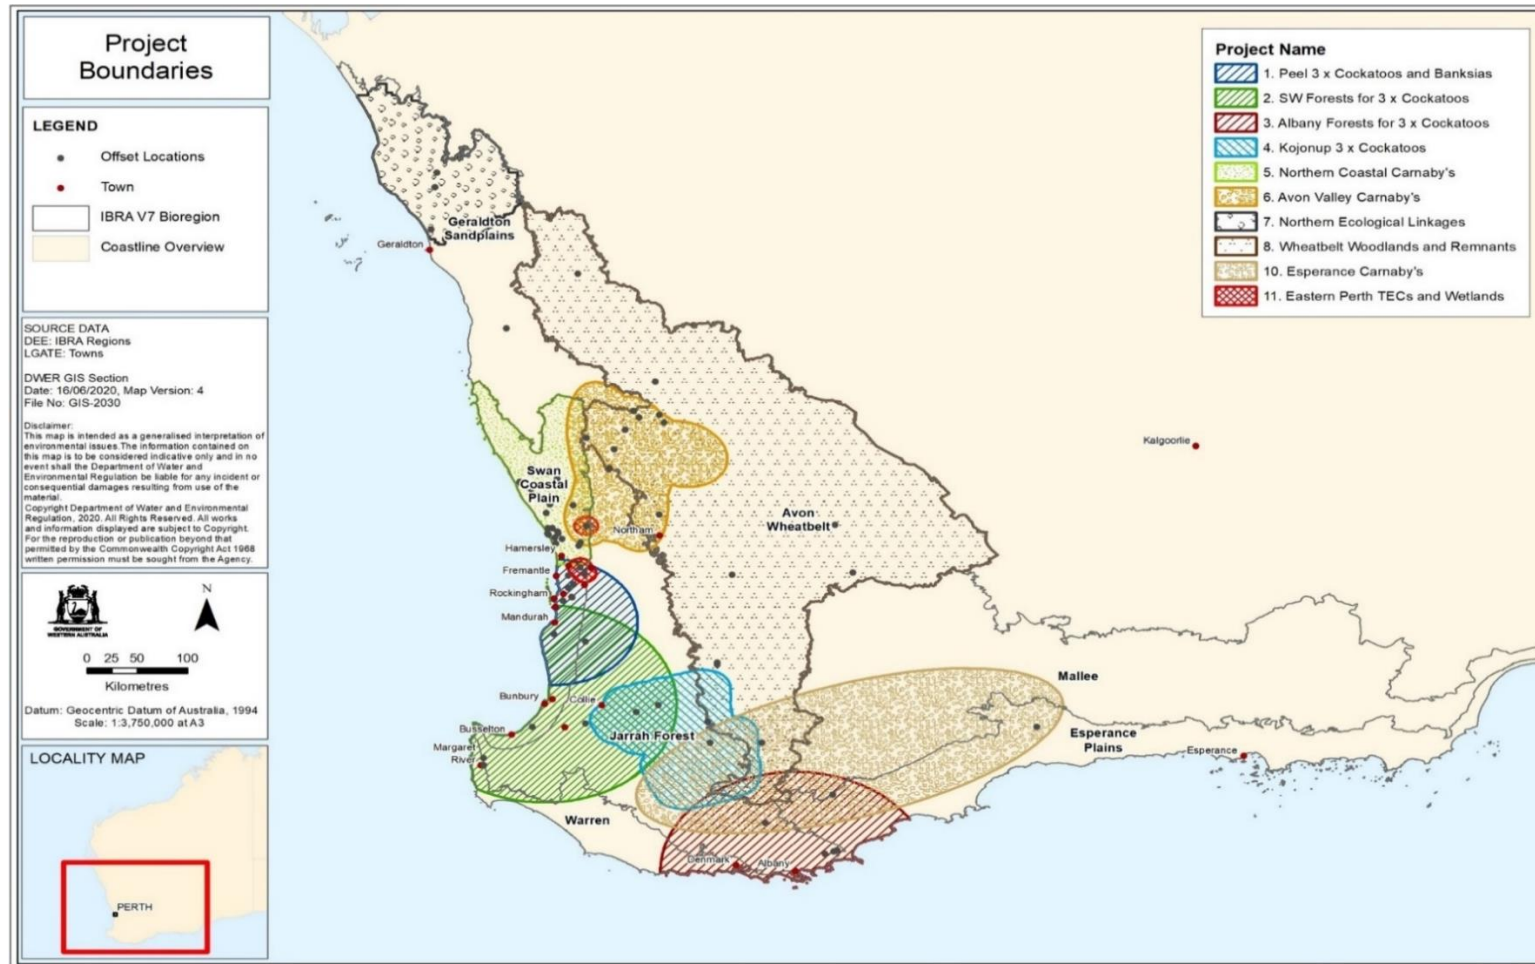 Project
Boundaries
LEGEND
Offset Locations
Town
IBRA V7 Bioregion
Coastline Overview
SOURCE DATA
DEE: IBRA Regions
LGATE: Towns
DWER GIS Section
Date: 16/06/2020, Map Version: 4
File No: GIS-2030
Disclaimer:
This map is intended as a generalised interpretation of
environmental issues.The information contained on
this map is to be considered indicative only and in no
event shall the Department of Water and
Environmental Regulation be liable for any incident or
consequential damages resulting from use of the
material.
Copyright Department of Water and Environmental
Regulation, 2020. All Rights Reserved. All works
and information displayed are subject to Copyright.
For the reproduction or publication beyond that
permitted by the Commonwealth Copyright Act 1968
written permission must be sought from the Agency.
GOVERNMENT OF
WESTERN AUSTRALIA
N
0 25 50 100
Kilometres
Datum: Geocentric Datum of Australia, 1994
Scale: 1:3,750,000 at A3
LOCALITY MAP
PERTH
Project Name
1. Peel 3 x Cockatoos and Banksias
2. SW Forests for 3 x Cockatoos
3. Albany Forests for 3 x Cockatoos
4. Kojonup 3 x Cockatoos
5. Northern Coastal Carnaby's
6. Avon Valley Carnaby's
7. Northern Ecological Linkages
8. Wheatbelt Woodlands and Remnants
10. Esperance Carnaby's
11. Eastern Perth TECs and Wetlands
Geraldton
Sandplains
Geraldton
Kalgoorlie
Swan
Coastal
Plain
Avon
Wheatbelt
Northam
Hamersley
Fremantle
Rockingham
Mandurah
Mallee
Bunbury
Collie
Busselton
Jarrah Forest
Esperance
Plains
Margaret
River
Esperance
Warren
Denmark
Albany